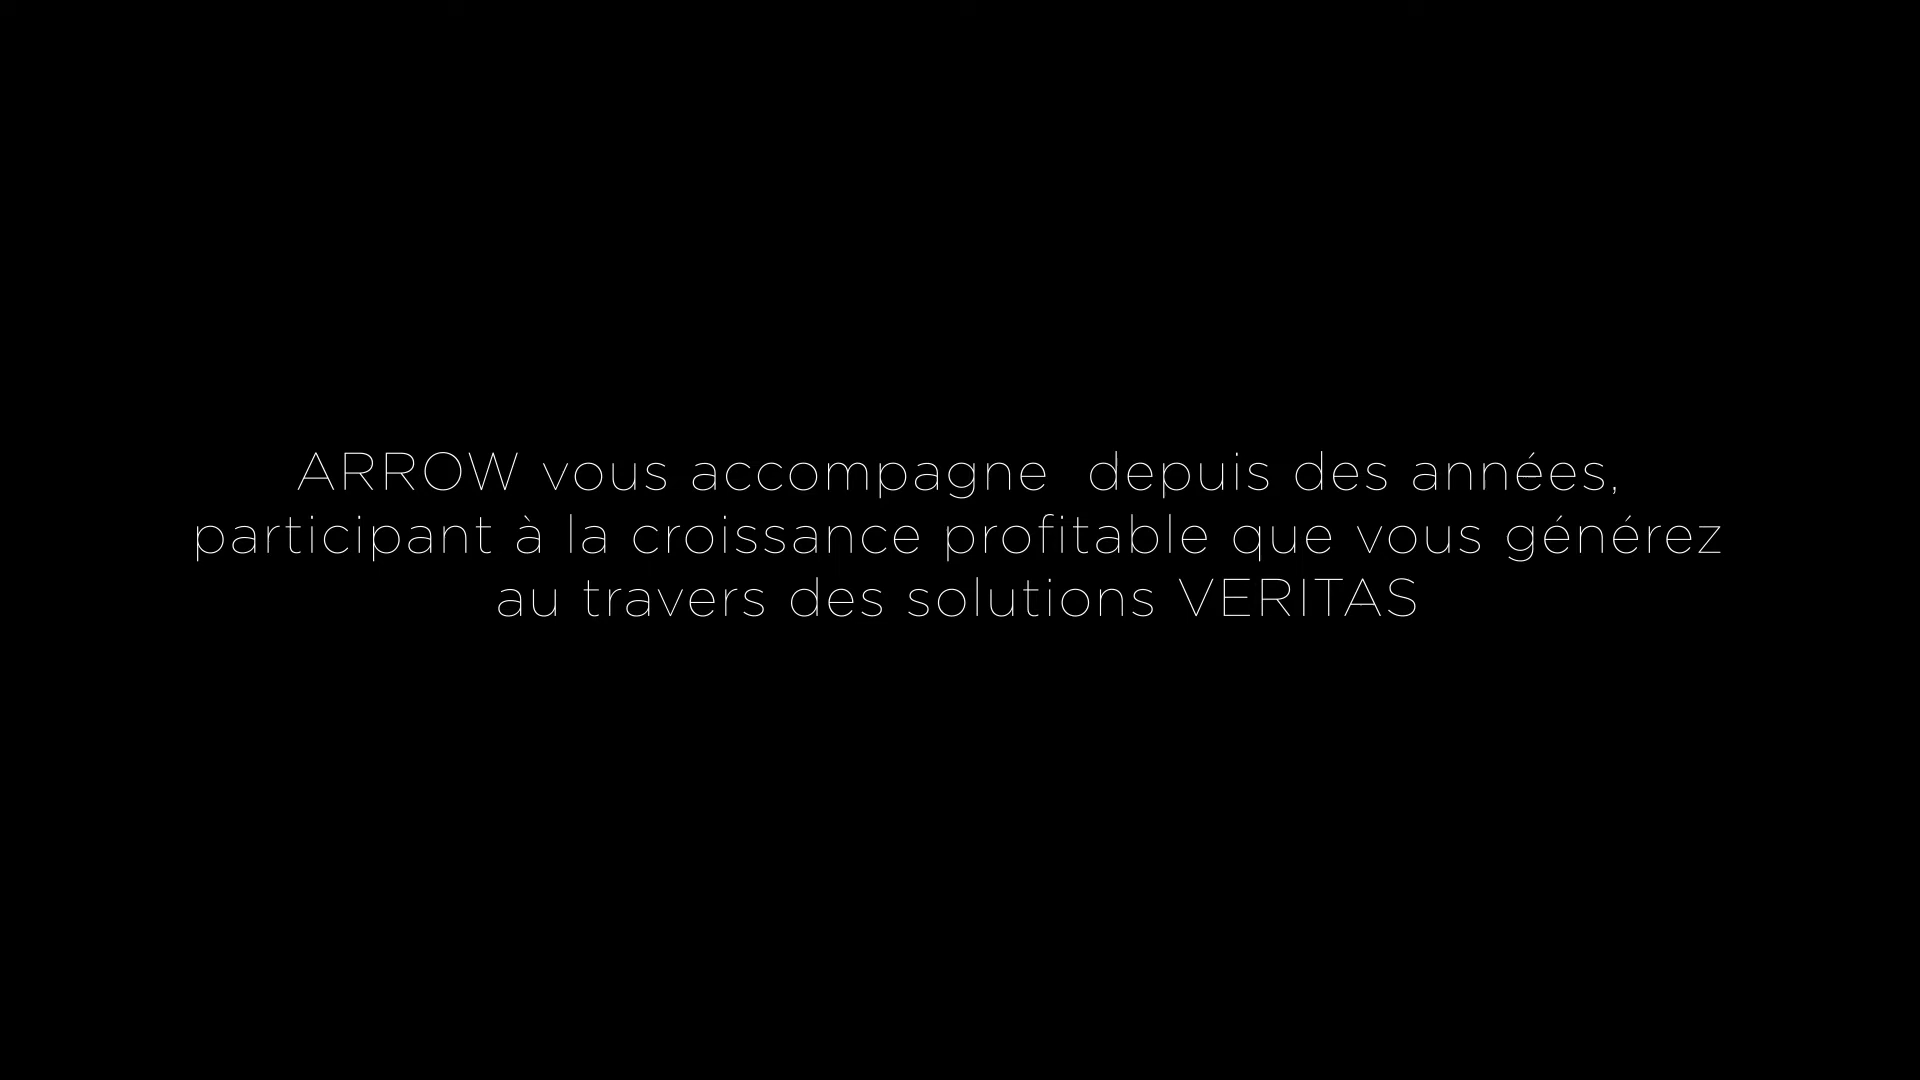 ARROW vous accompagne  depuis des années,
participant à la croissance profitable que vous générez
au travers des solutions VERITAS